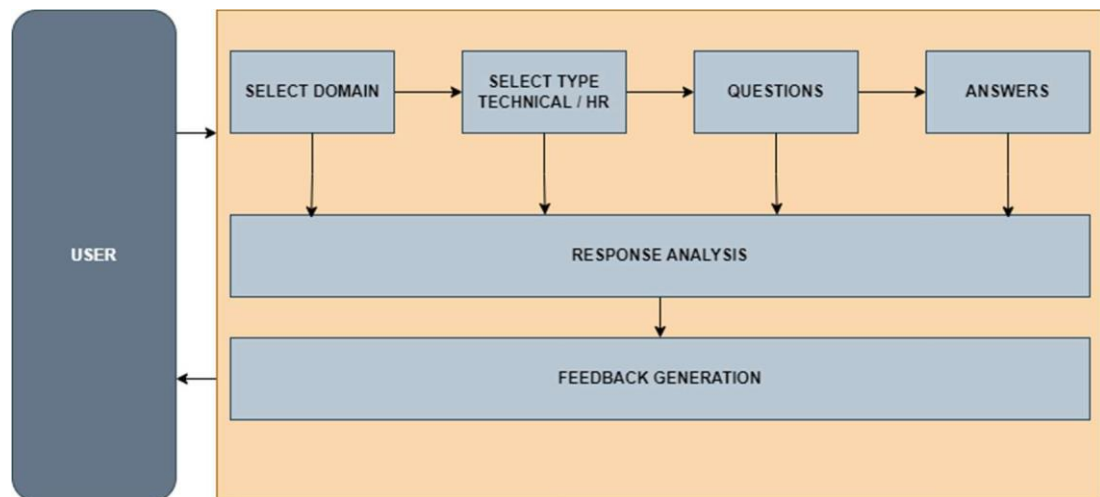 USER
SELECT DOMAIN
SELECT TYPE
TECHNICAL / HR
QUESTIONS
ANSWERS
RESPONSE ANALYSIS
FEEDBACK GENERATION